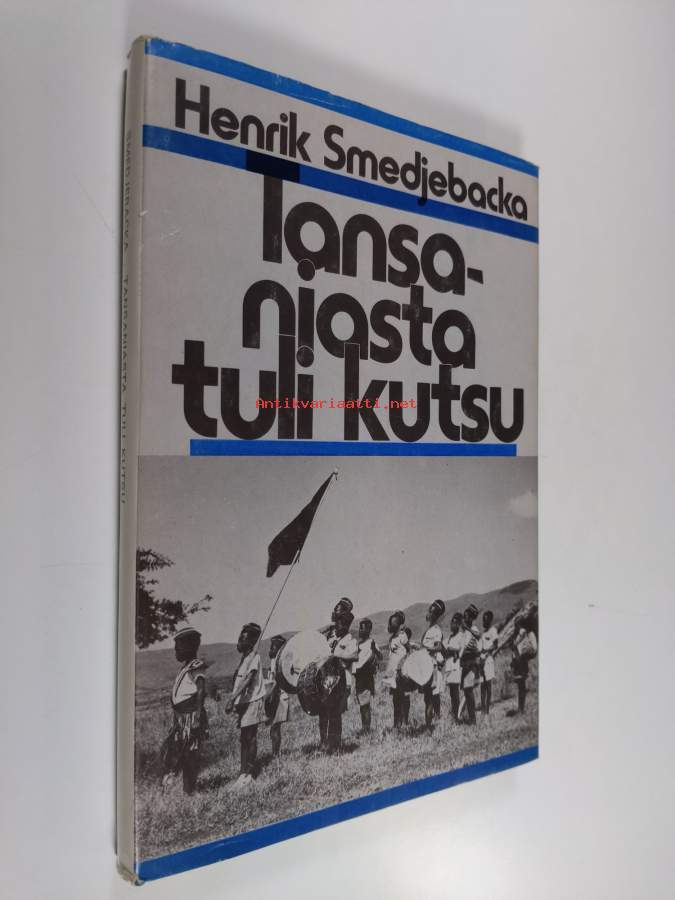 Henrik Smedjebacka
Tansa-
niasta
tuli kutsu
Antikvariaatti.net
SMEDJEBACKA TANSANIASTA TULI KUTSU